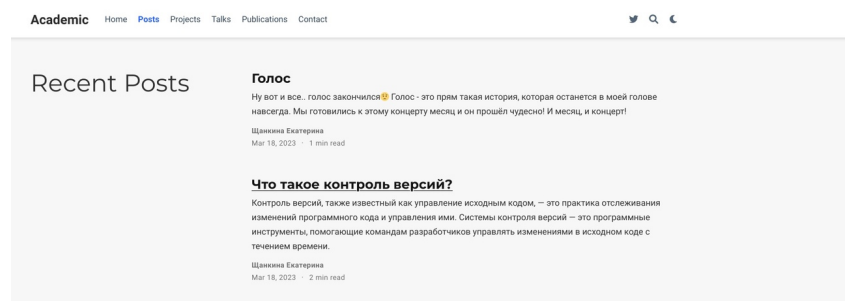 Academic Home Posts Projects Talks Publications Contact
Recent Posts
Голос
Ну вот и все.. голос закончился🥺 Голос - это прям такая история, которая останется в моей голове
навсегда. Мы готовились к этому концерту месяц и он прошёл чудесно! И месяц, и концерт!
Щанкина Екатерина
Mar 18, 2023 · 1 min read
Что такое контроль версий?
Контроль версий, также известный как управление исходным кодом, — это практика отслеживания
изменений программного кода и управления ими. Системы контроля версий — это программные
инструменты, помогающие командам разработчиков управлять изменениями в исходном коде с
течением времени.
Щанкина Екатерина
Mar 18, 2023 · 2 min read